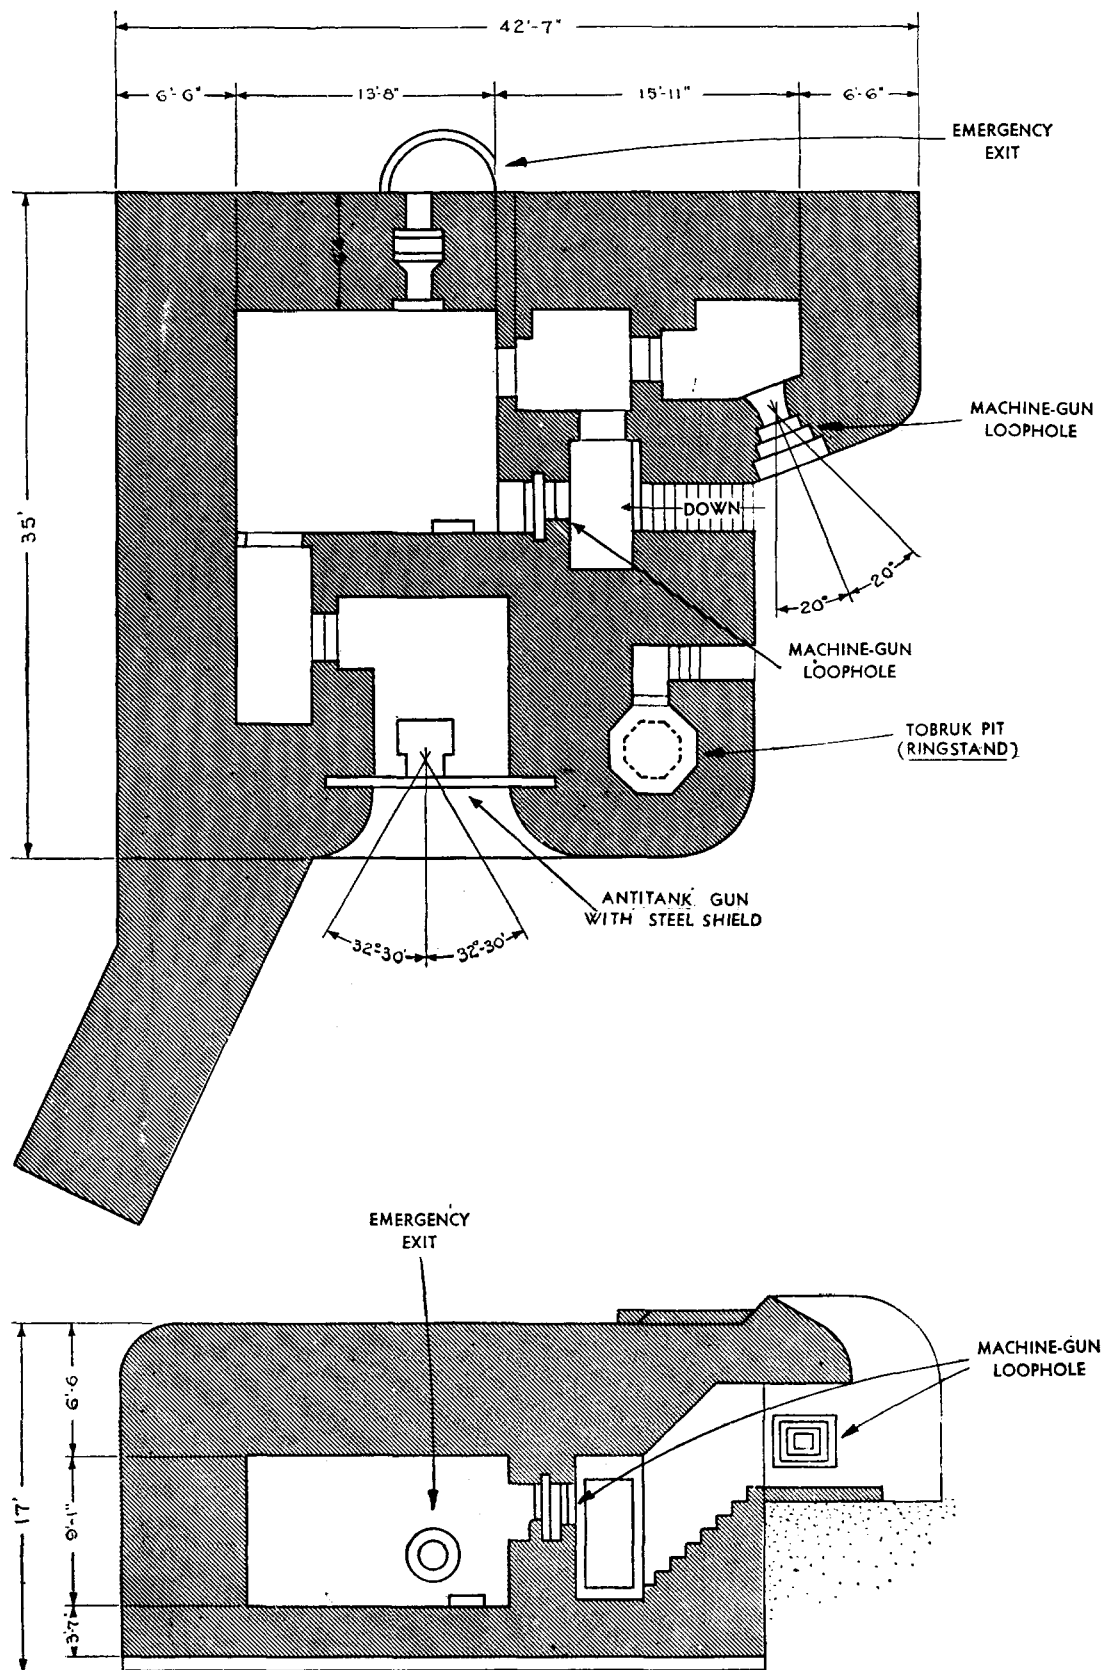 42'-7"
6'-6"
13'-8"
15'-11"
6'-6"
EMERGENCY
EXIT
MACHINE-GUN
LOOPHOLE
35'
DOWN
20°
20°
MACHINE-GUN
LOOPHOLE
TOBRUK PIT
(RINGSTAND)
ANTITANK GUN
WITH STEEL SHIELD
32°30'
32°-30'
EMERGENCY
EXIT
MACHINE-GUN
LOOPHOLE
6'-6
17'
9'-1"
3'-7"